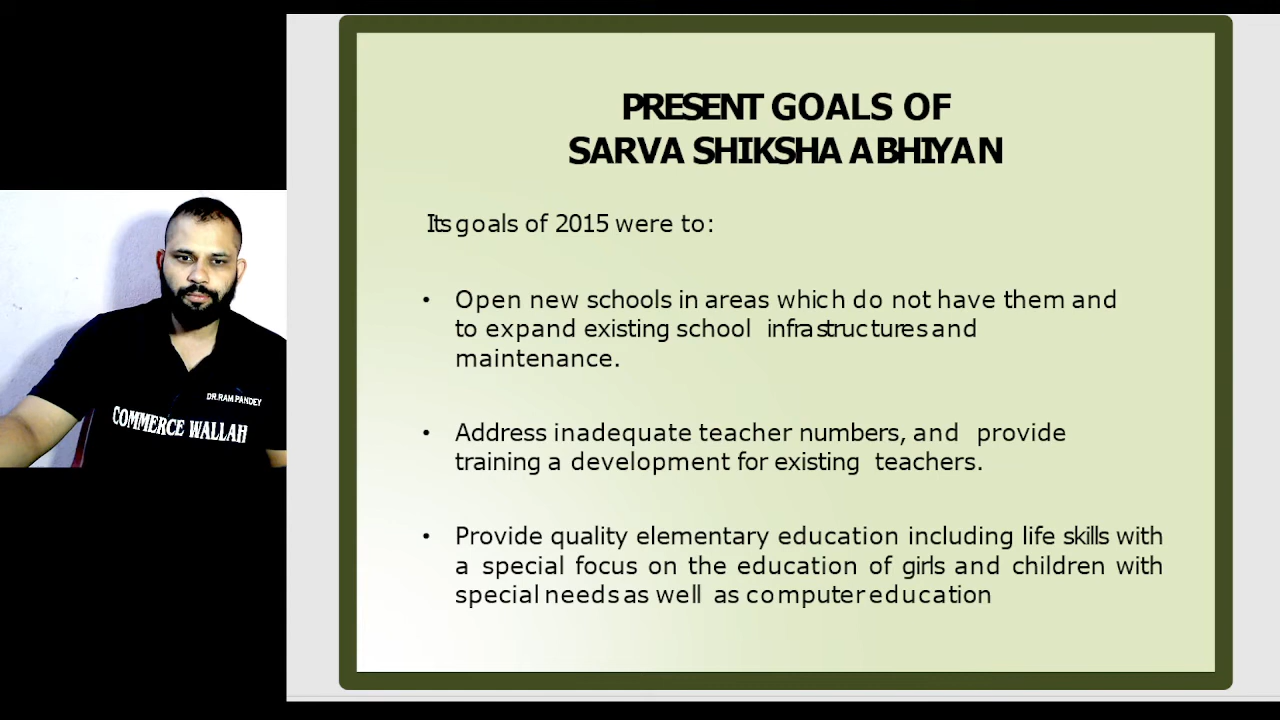 PRESENT GOALS OF
SARVA SHIKSHA ABHIYAN
Its goals of 2015 were to:
• Open new schools in areas which do not have them and
to expand existing school infrastructures and
maintenance.
• Address inadequate teacher numbers, and provide
training a development for existing teachers.
• Provide quality elementary education including life skills with
a special focus on the education of girls and children with
special needs as well as computer education
DR.RAM PANDEY
COMMERCE WALLAH